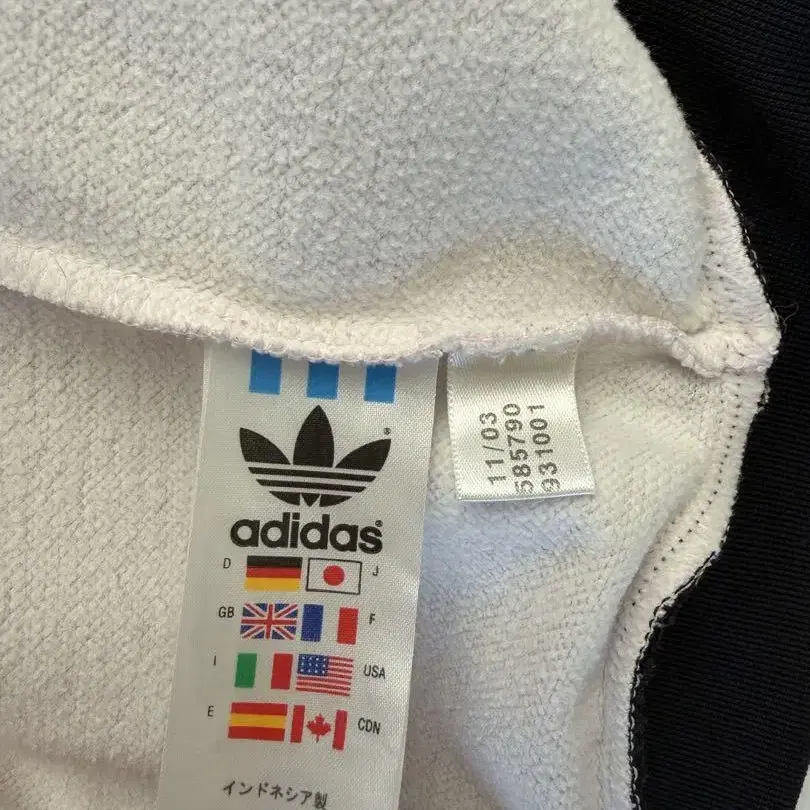 adidas
D J
GB F
I USA
E CDN
インドネシア製
11/03
585790
931001